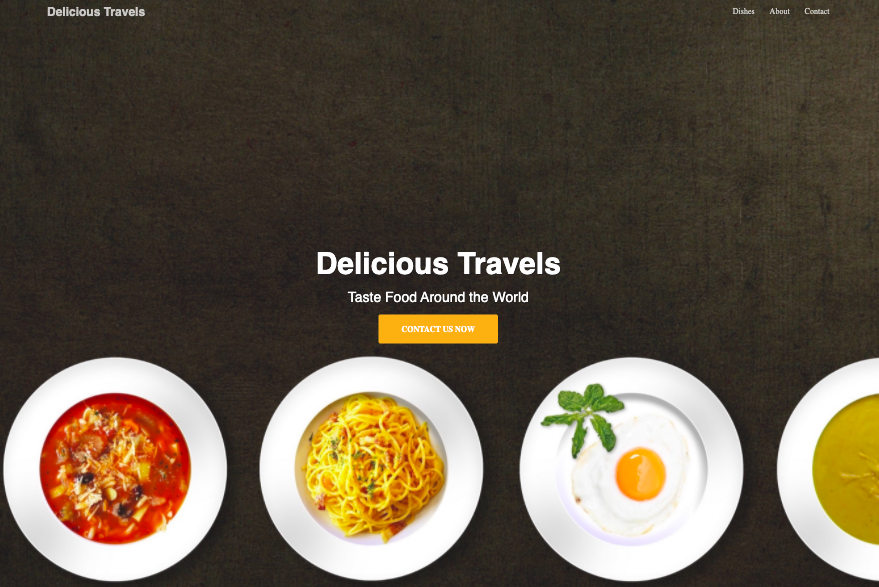 Delicious Travels
Dishes About Contact
Delicious Travels
Taste Food Around the World
CONTACT US NOW